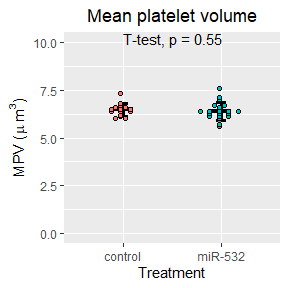 Mean platelet volume
T-test, p = 0.55
MPV (μm³)
10.0
7.5
5.0
2.5
0.0
control miR-532
Treatment